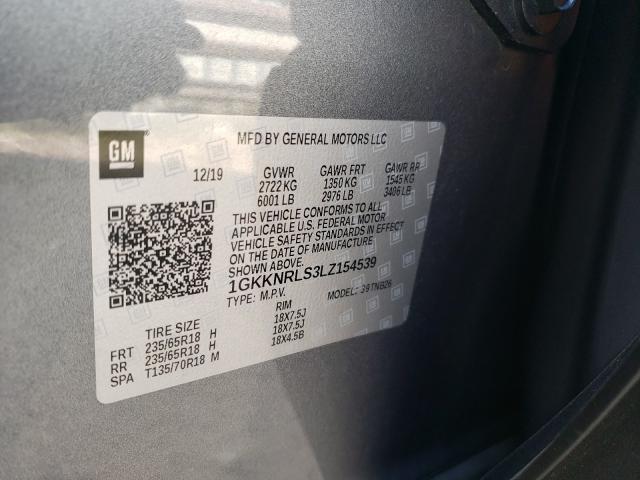 GM
MFD BY GENERAL MOTORS LLC
12/19 GVWR GAWR FRT GAWR RR
2722 KG 1350 KG 1545 KG
6001 LB 2976 LB 3406 LB
THIS VEHICLE CONFORMS TO ALL
APPLICABLE U.S. FEDERAL MOTOR
VEHICLE SAFETY STANDARDS IN EFFECT
ON THE DATE OF MANUFACTURE
SHOWN ABOVE.
1GKKNRLS3LZ154539
TYPE: M.P.V. MODEL: 39TNB26
TIRE SIZE RIM
FRT 235/65R18 H 18X7.5J
RR 235/65R18 H 18X7.5J
SPA T135/70R18 M 18X4.5B